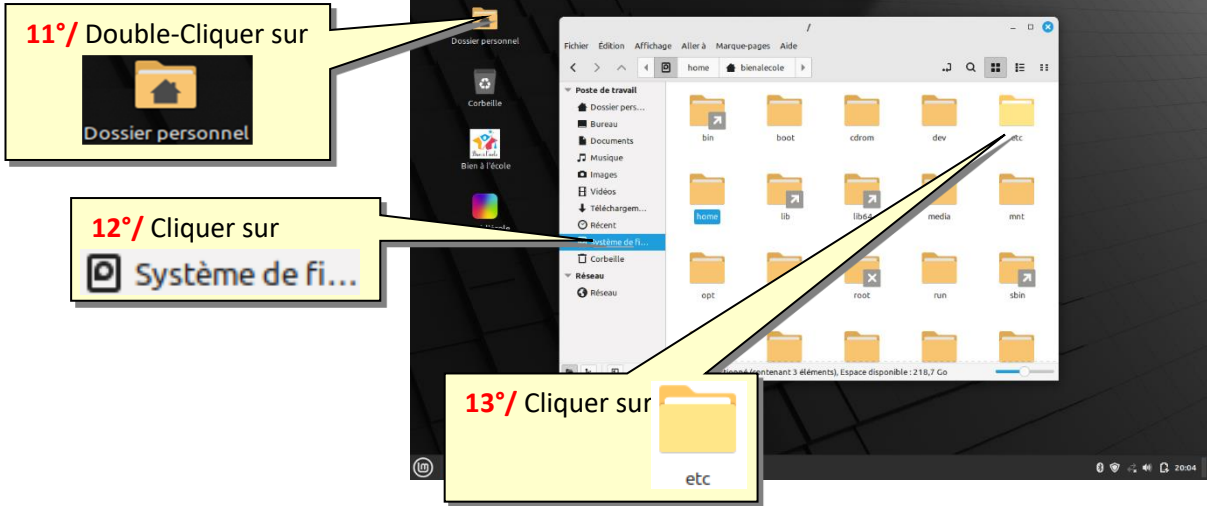 11°/ Double-Cliquer sur
Dossier personnel
12°/ Cliquer sur
Système de fi...
13°/ Cliquer sur
etc
Dossier personnel
Corbeille
Bien à l'école
/
Fichier Édition Affichage Aller à Marque-pages Aide
home bienalecole
Poste de travail
Dossier pers...
Bureau
Documents
Musique
Images
Vidéos
Téléchargem...
Récent
Système de fi...
Corbeille
Réseau
Réseau
bin boot cdrom dev etc
home lib lib64 media mnt
opt root run sbin
(contenant 3 éléments), Espace disponible : 218,7 Go
20:04